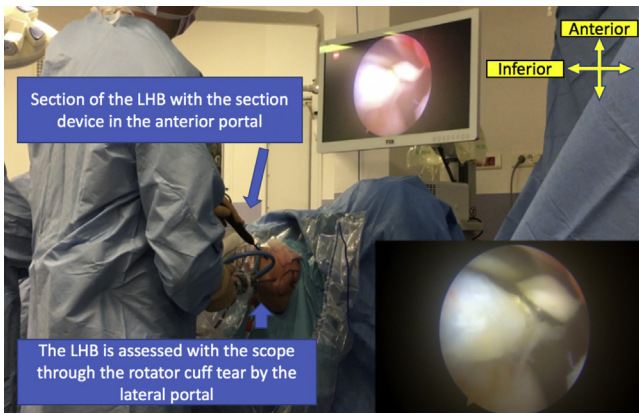 Anterior
Inferior
Section of the LHB with the section
device in the anterior portal
The LHB is assessed with the scope
through the rotator cuff tear by the
lateral portal